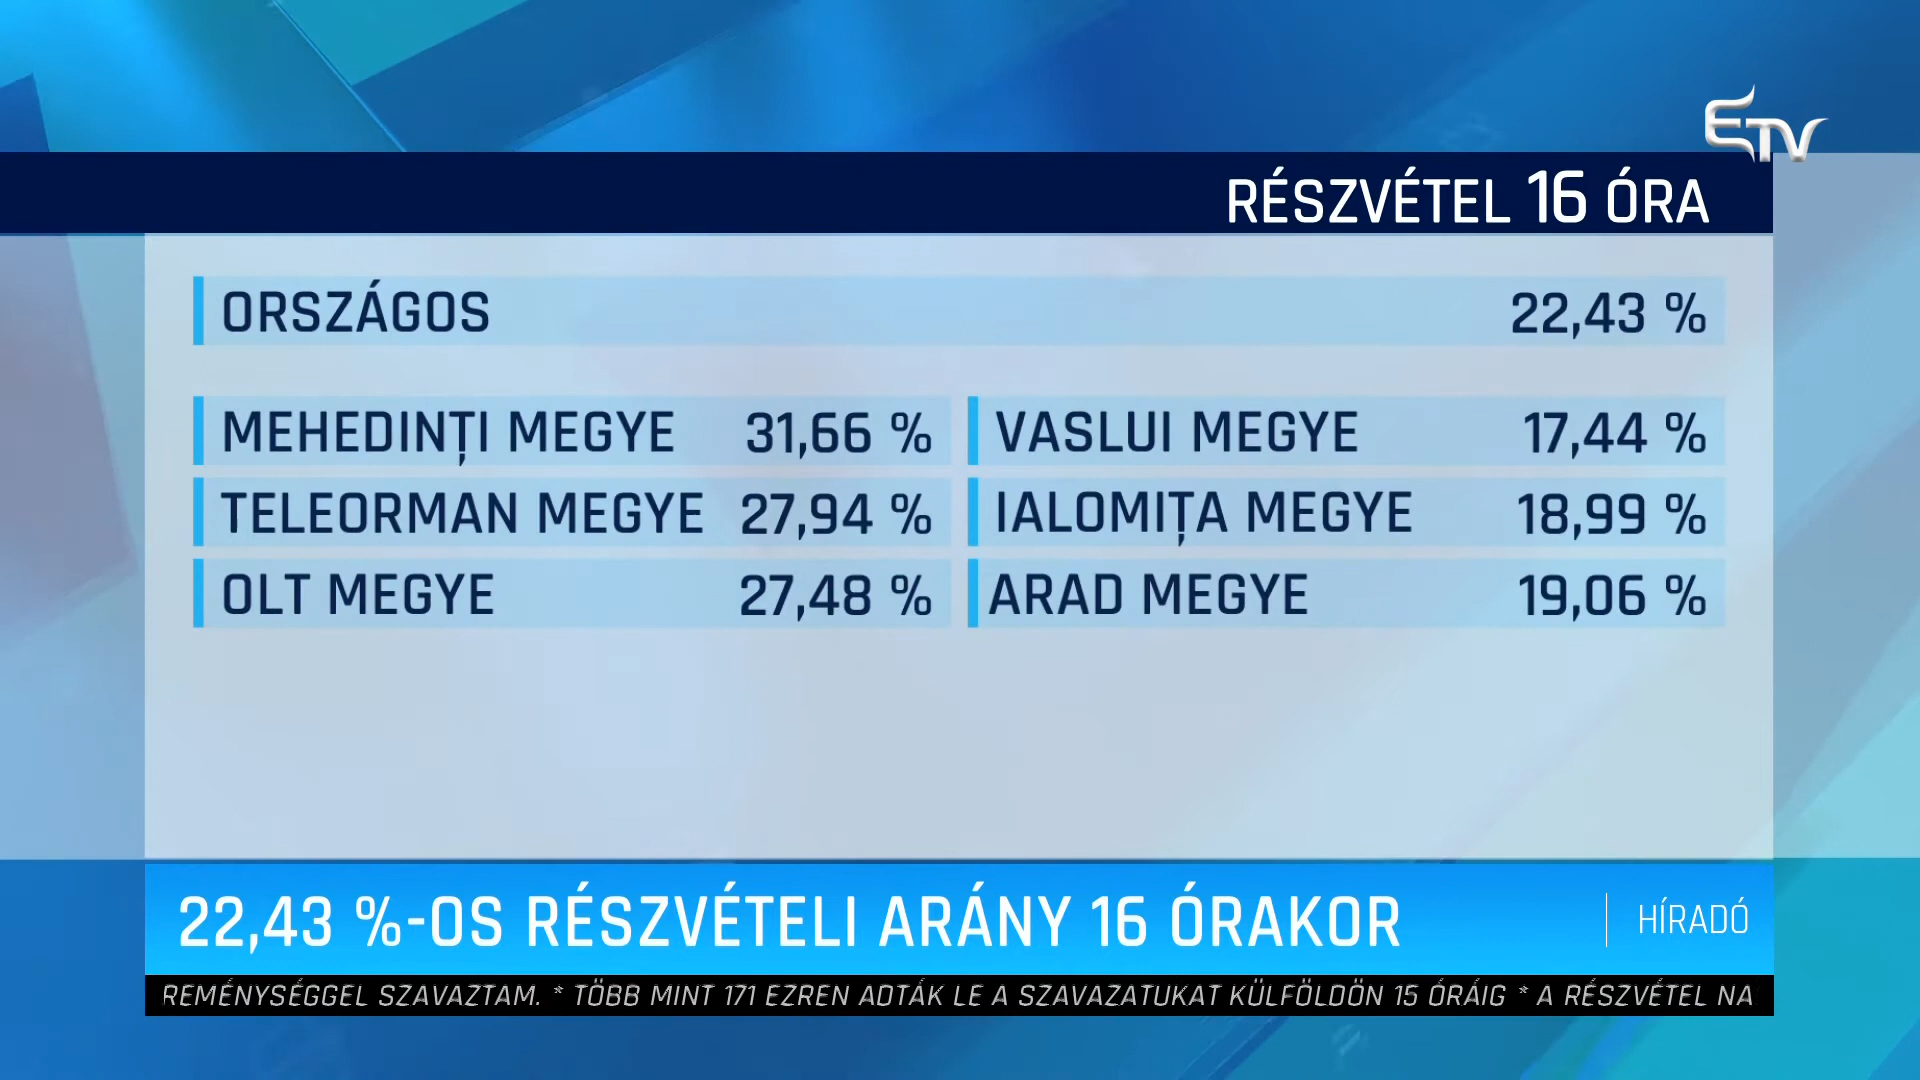 ETV
RÉSZVÉTEL 16 ÓRA
ORSZÁGOS 22,43 %
MEHEDINȚI MEGYE 31,66 % VASLUI MEGYE 17,44 %
TELEORMAN MEGYE 27,94 % IALOMIȚA MEGYE 18,99 %
OLT MEGYE 27,48 % ARAD MEGYE 19,06 %
22,43 %-OS RÉSZVÉTELI ARÁNY 16 ÓRAKOR HÍRADÓ
REMÉNYSÉGGEL SZAVAZTAM. * TÖBB MINT 171 EZREN ADTÁK LE A SZAVAZATUKAT KÜLFÖLDÖN 15 ÓRÁIG * A RÉSZVÉTEL NA